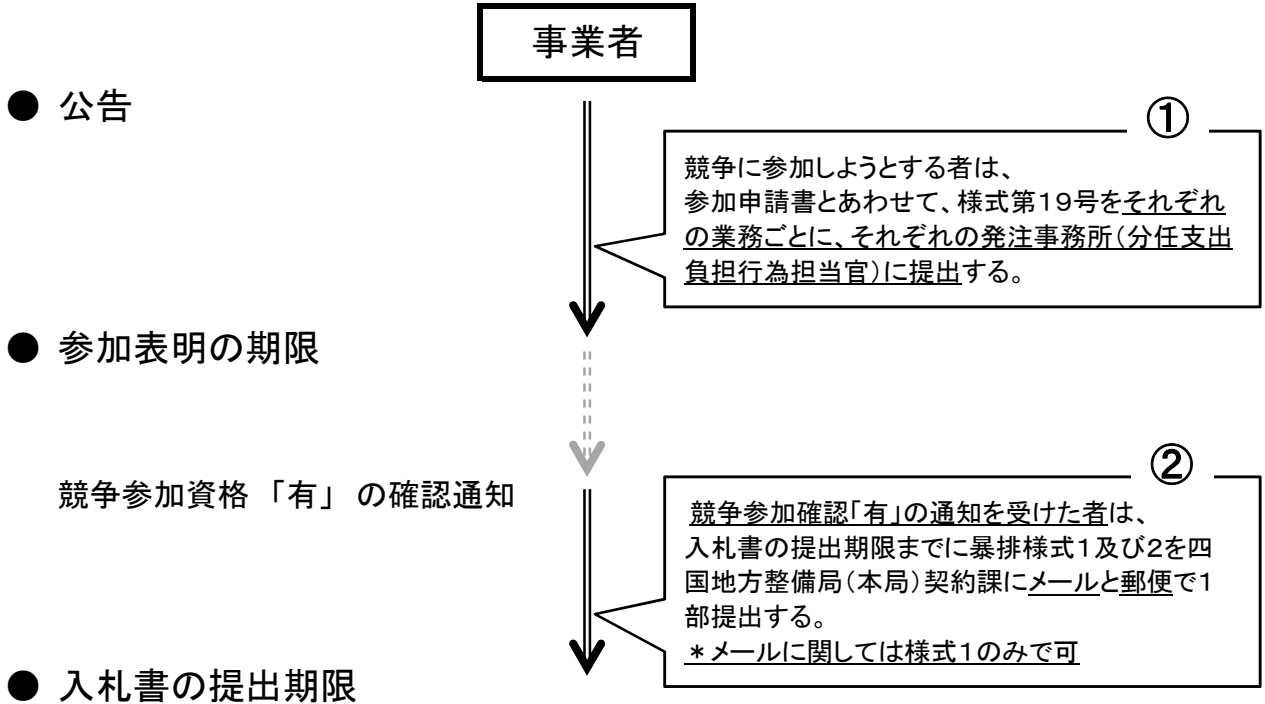 事業者
● 公告
①
競争に参加しようとする者は、
参加申請書とあわせて、様式第19号をそれぞれ
の業務ごとに、それぞれの発注事務所(分任支出
負担行為担当官)に提出する。
● 参加表明の期限
競争参加資格 「有」 の確認通知
②
競争参加確認「有」の通知を受けた者は、
入札書の提出期限までに暴排様式1及び2を四
国地方整備局(本局)契約課にメールと郵便で1
部提出する。
*メールに関しては様式1のみで可
● 入札書の提出期限